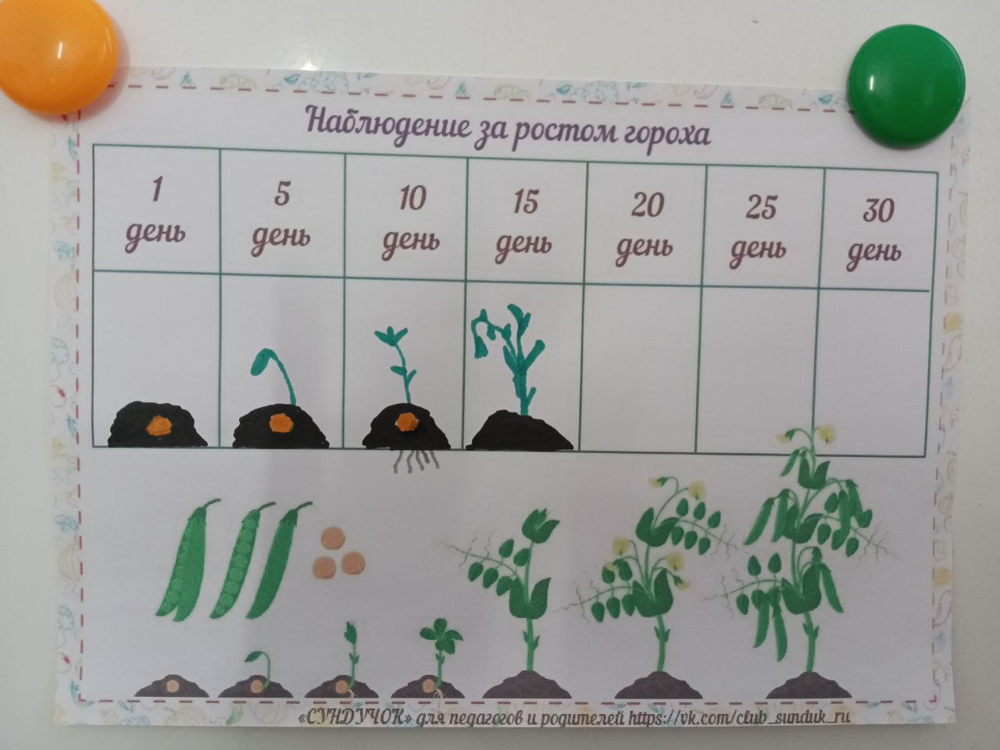 Наблюдение за ростом гороха
1 день
5 день
10 день
15 день
20 день
25 день
30 день
«СУНДУЧОК» для педагогов и родителей https://vk.com/club_sunduk_ru